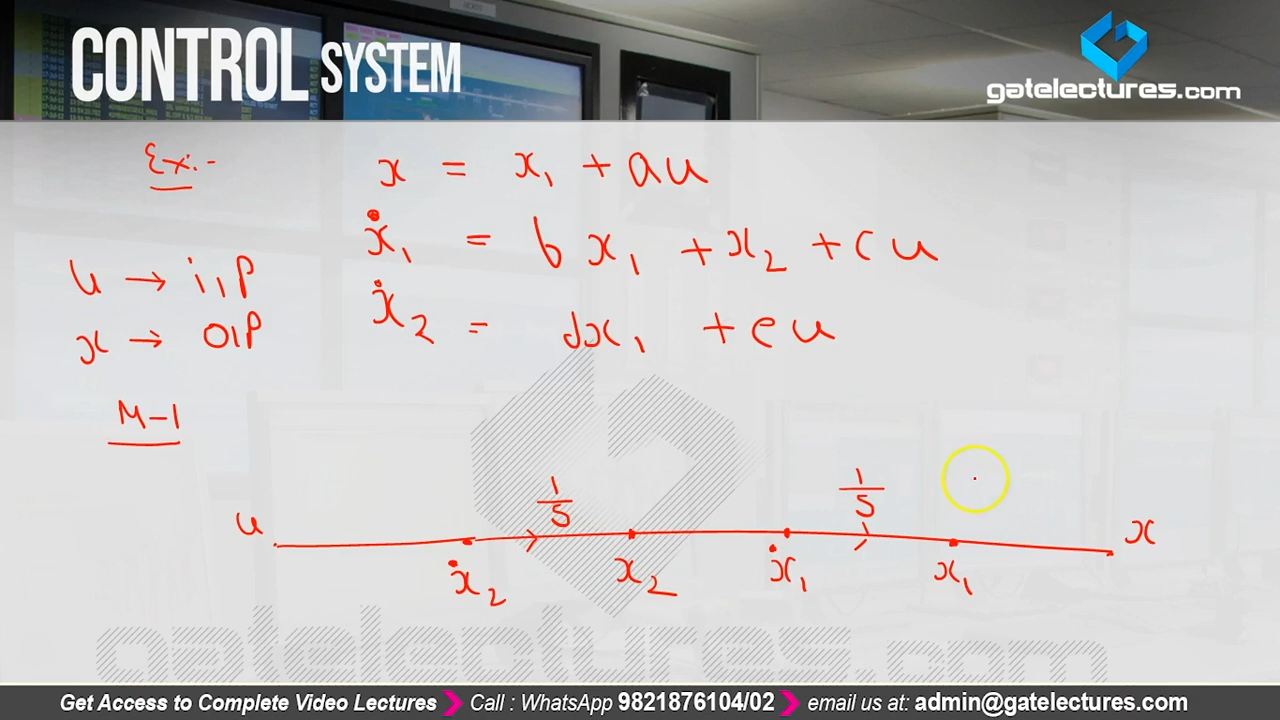 CONTROL SYSTEM
gatelectures.com
Ex:-
x = x₁ + au
ẋ₁ = bx₁ + x₂ + cu
ẋ₂ = dx₁ + eu
u → i1P
x → O1P
M-1
u 1/s 1/s x
ẋ₂ x₂ ẋ₁ x₁
gatelectures.com
Get Access to Complete Video Lectures Call : WhatsApp 9821876104/02 email us at: admin@gatelectures.com